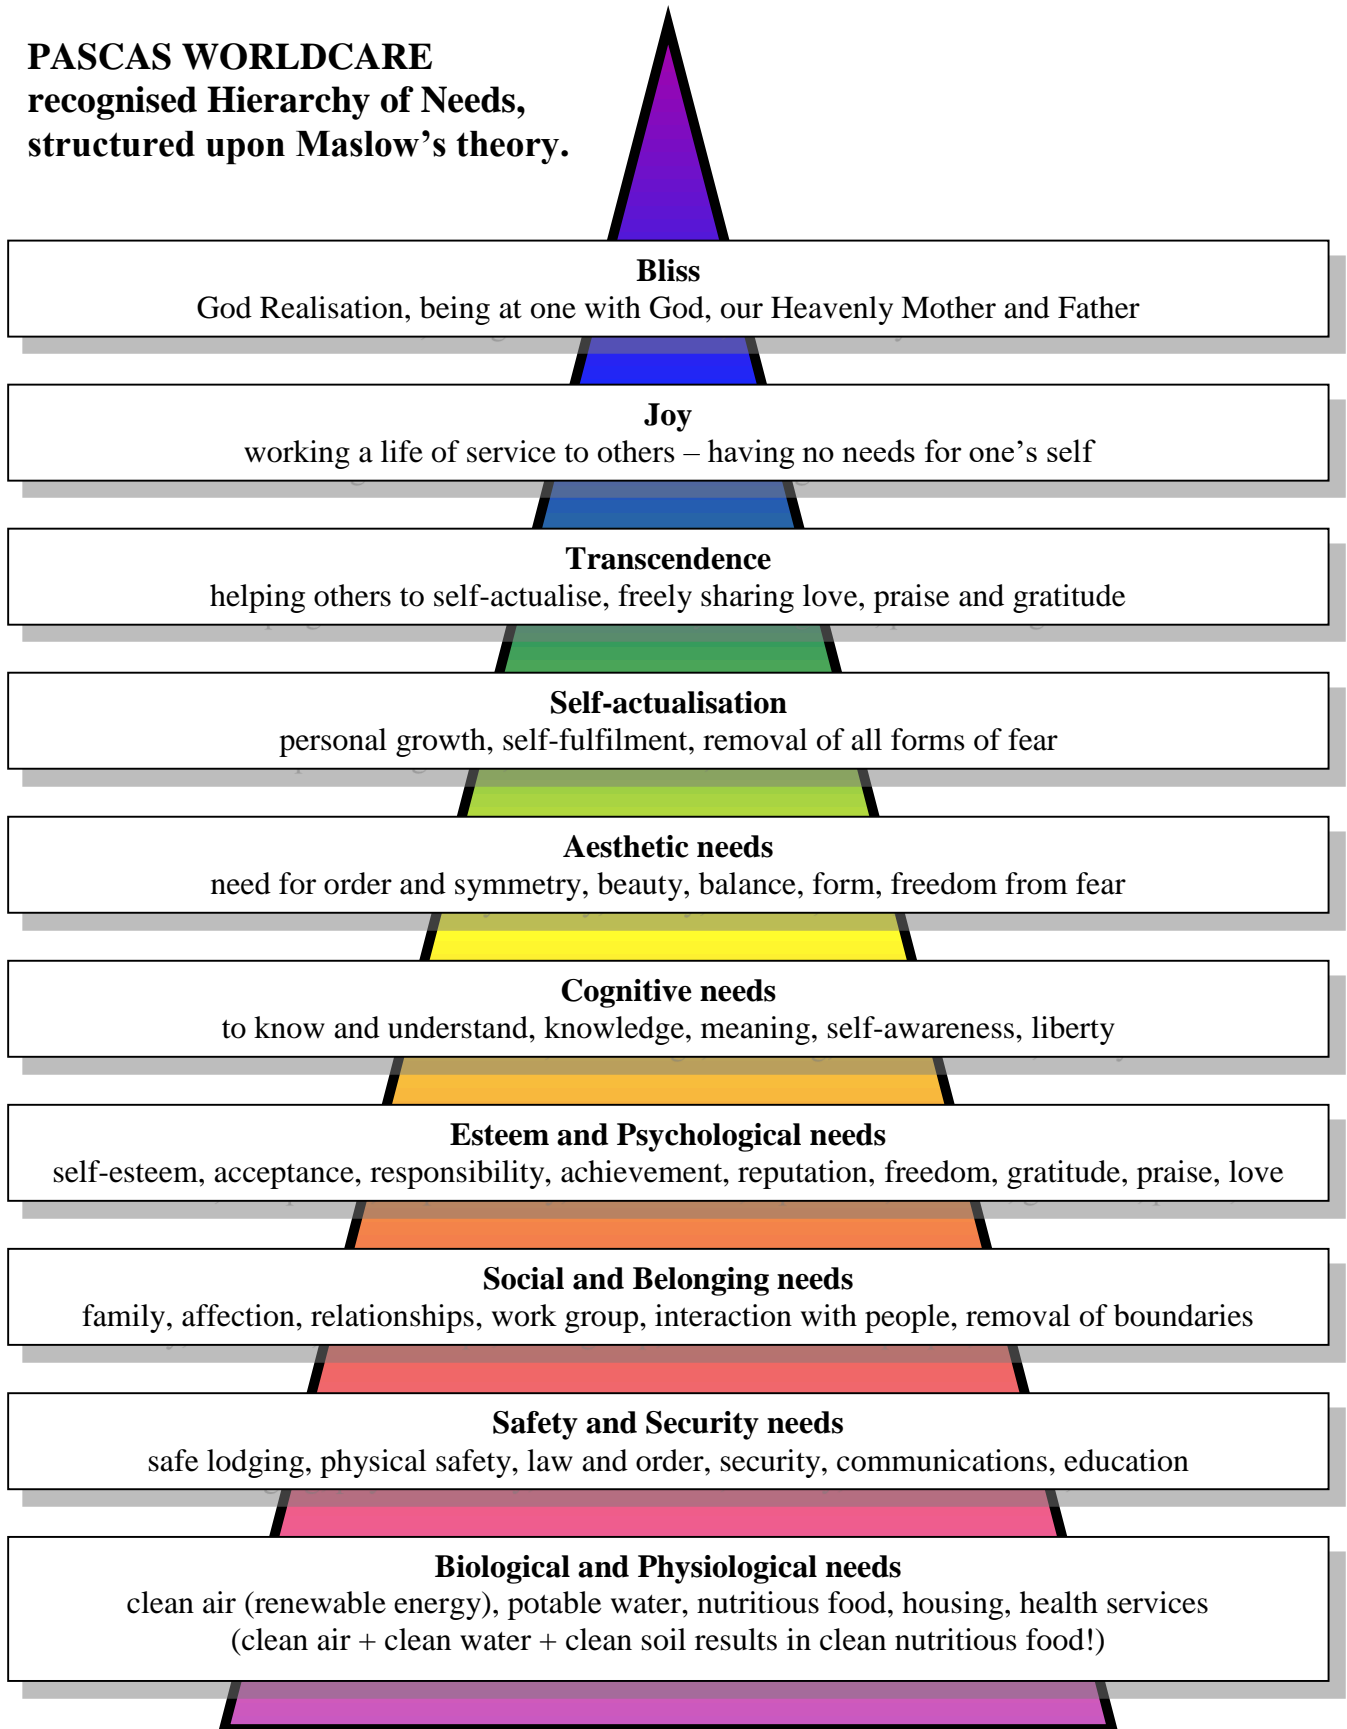 PASCAS WORLDCARE
recognised Hierarchy of Needs,
structured upon Maslow’s theory.
Bliss
God Realisation, being at one with God, our Heavenly Mother and Father
Joy
working a life of service to others – having no needs for one’s self
Transcendence
helping others to self-actualise, freely sharing love, praise and gratitude
Self-actualisation
personal growth, self-fulfilment, removal of all forms of fear
Aesthetic needs
need for order and symmetry, beauty, balance, form, freedom from fear
Cognitive needs
to know and understand, knowledge, meaning, self-awareness, liberty
Esteem and Psychological needs
self-esteem, acceptance, responsibility, achievement, reputation, freedom, gratitude, praise, love
Social and Belonging needs
family, affection, relationships, work group, interaction with people, removal of boundaries
Safety and Security needs
safe lodging, physical safety, law and order, security, communications, education
Biological and Physiological needs
clean air (renewable energy), potable water, nutritious food, housing, health services
(clean air + clean water + clean soil results in clean nutritious food!)